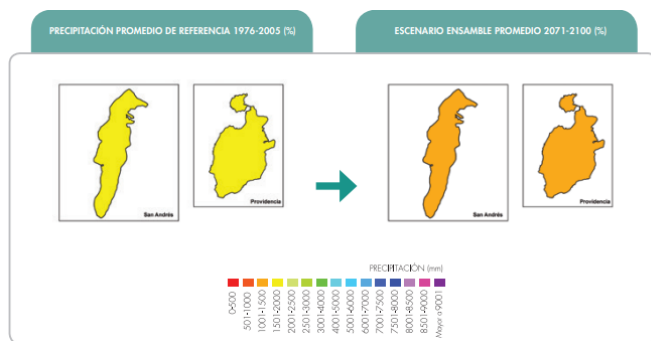 PRECIPITACIÓN PROMEDIO DE REFERENCIA 1976-2005 (%)
ESCENARIO ENSAMBLE PROMEDIO 2071-2100 (%)
San Andrés
Providencia
San Andrés
Providencia
PRECIPITACIÓN (mm)
0-500
501-1000
1001-1500
1501-2000
2001-2500
2501-3000
3001-4000
4001-5000
5001-6000
6001-7000
7001-7500
7501-8000
8001-8500
8501-9000
Mayor a 9001